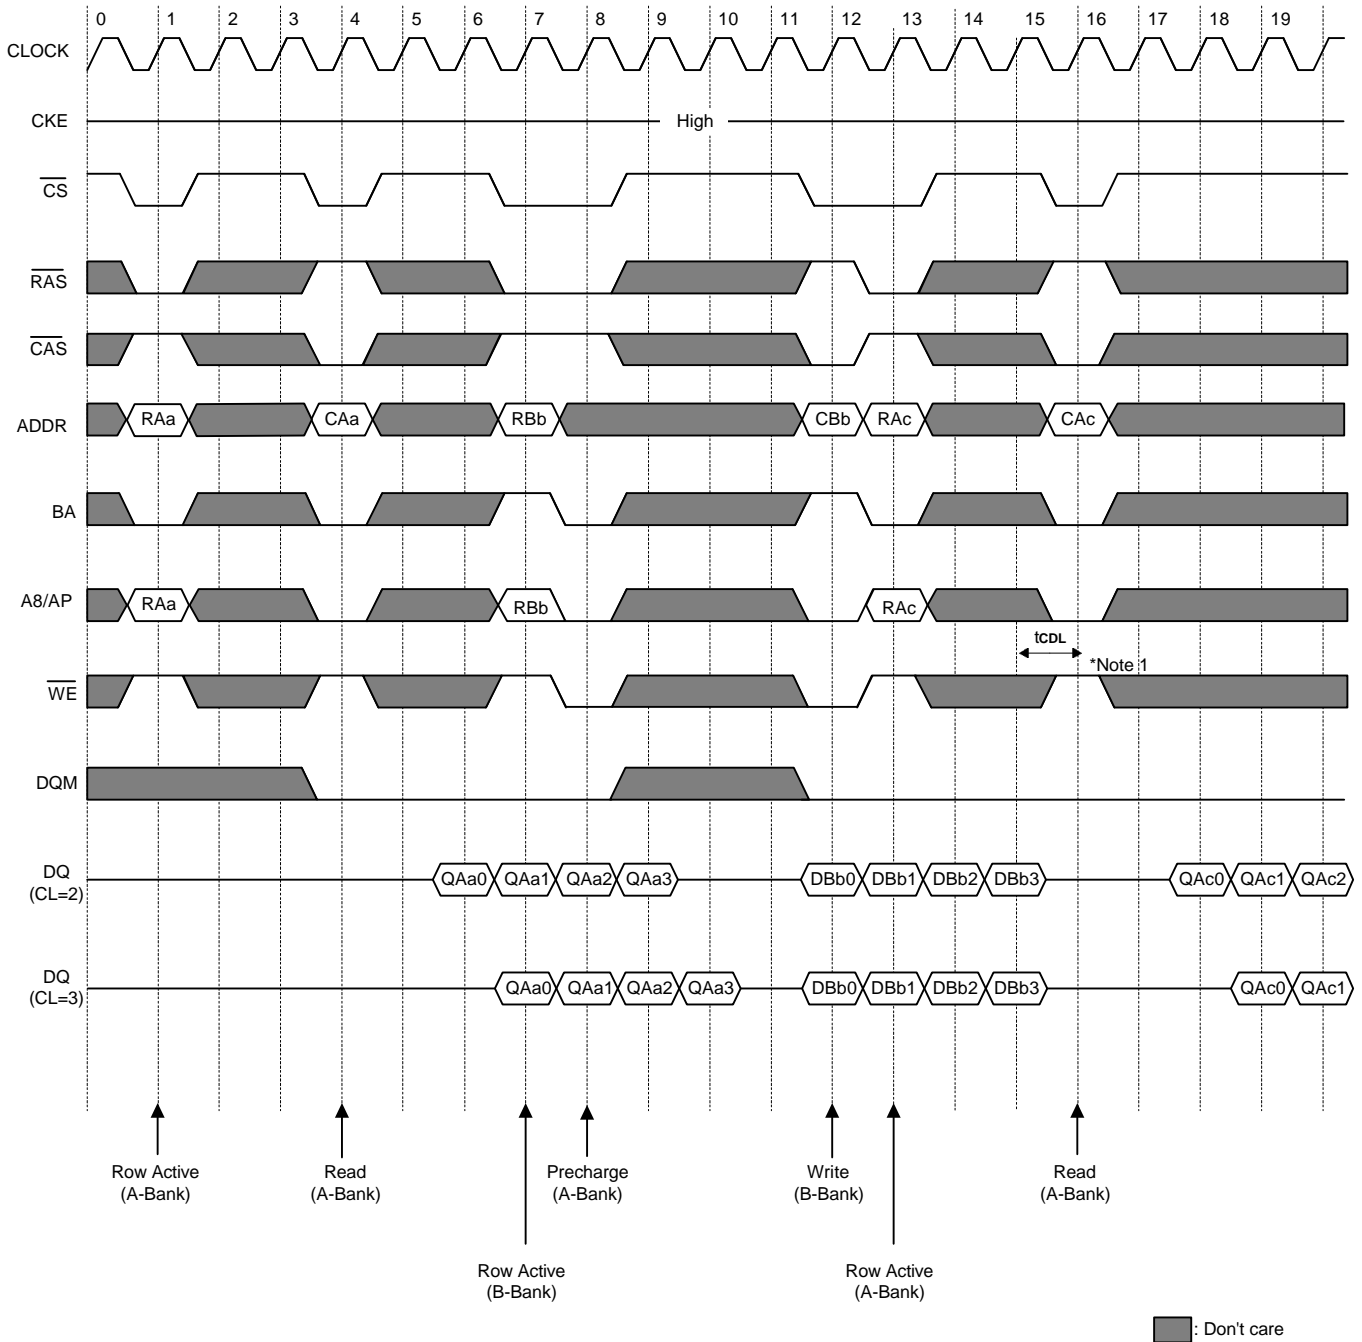 0 1 2 3 4 5 6 7 8 9 10 11 12 13 14 15 16 17 18 19
CLOCK
CKE
High
CS
RAS
CAS
ADDR
RAa CAa RBb CBb RAc CAc
BA
A8/AP
RAa RBb RAc
tCDL
*Note 1
WE
DQM
DQ
(CL=2)
QAa0 QAa1 QAa2 QAa3 DBb0 DBb1 DBb2 DBb3 QAc0 QAc1 QAc2
DQ
(CL=3)
QAa0 QAa1 QAa2 QAa3 DBb0 DBb1 DBb2 DBb3 QAc0 QAc1
Row Active
(A-Bank)
Read
(A-Bank)
Precharge
(A-Bank)
Write
(B-Bank)
Read
(A-Bank)
Row Active
(B-Bank)
Row Active
(A-Bank)
: Don't care